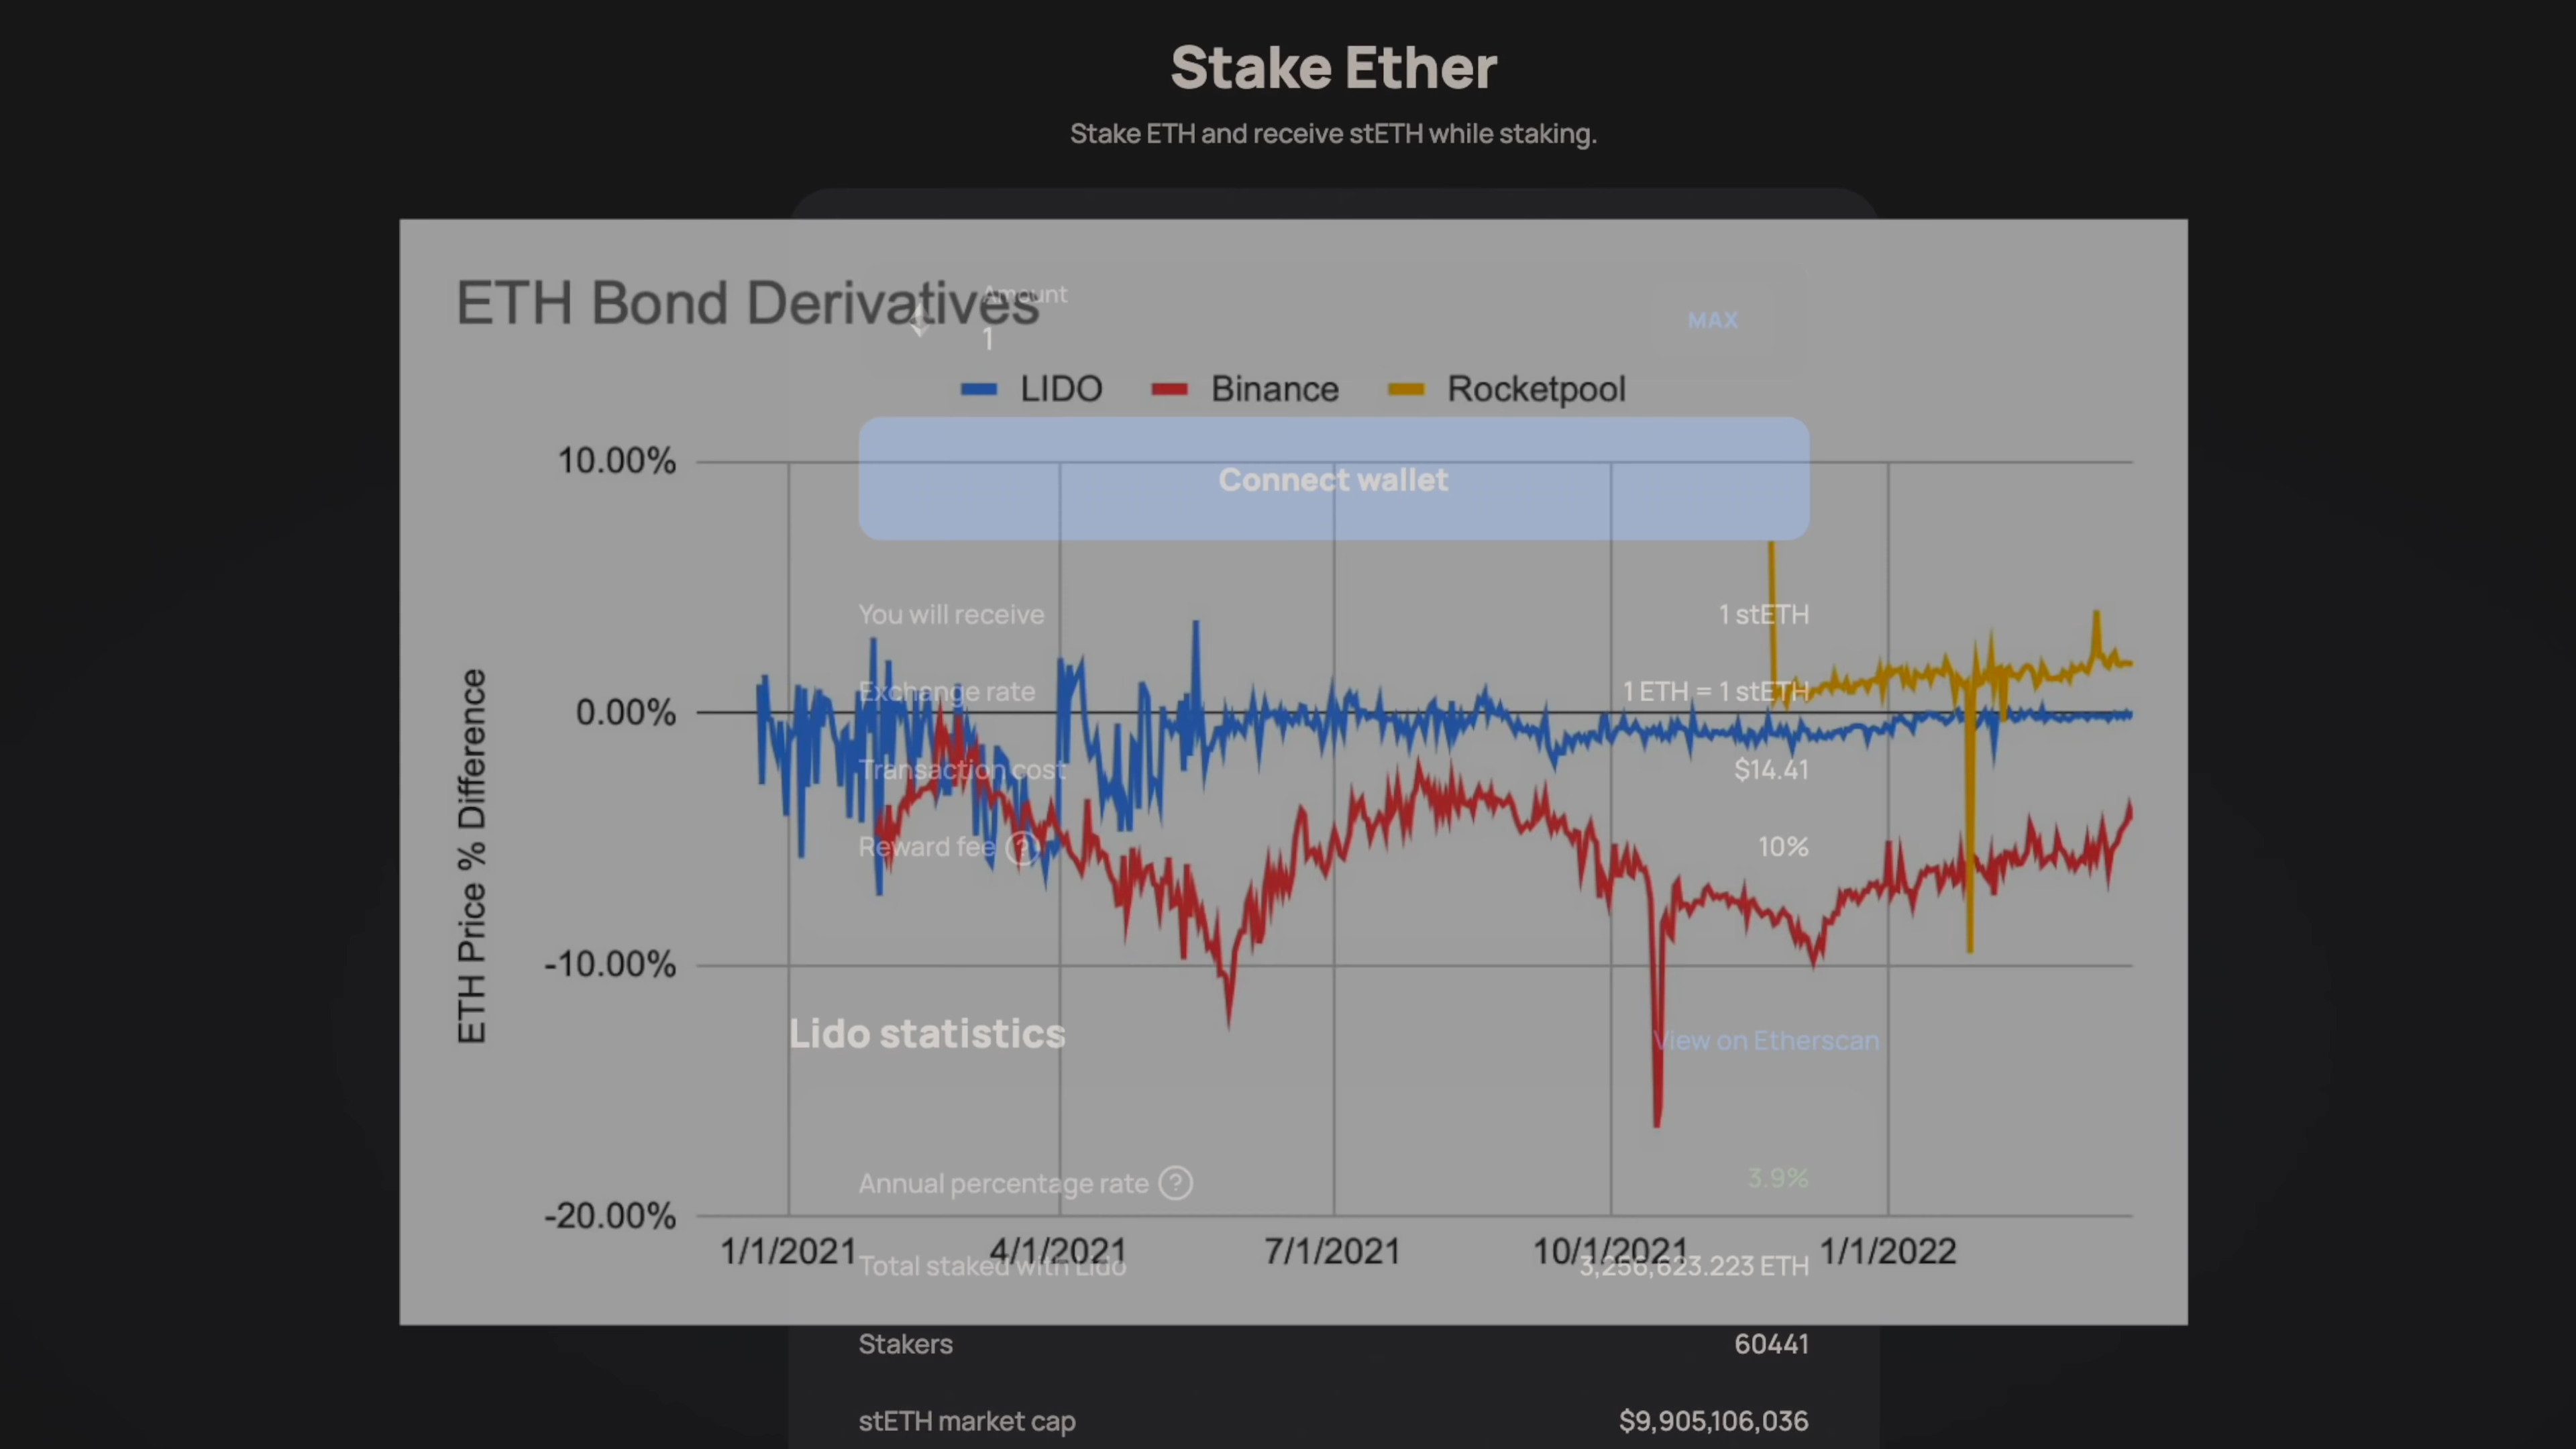 Stake Ether
Stake ETH and receive stETH while staking.
ETH Bond Derivatives
Amount
1
MAX
LIDO Binance Rocketpool
Connect wallet
10.00%
0.00%
-10.00%
-20.00%
ETH Price % Difference
You will receive 1 stETH
Exchange rate 1 ETH = 1 stETH
Transaction cost $14.41
Reward fee ? 10%
Lido statistics View on Etherscan
Annual percentage rate ? 3.9%
1/1/2021 4/1/2021 7/1/2021 10/1/2021 1/1/2022
Total staked with Lido 3,256,623.223 ETH
Stakers 60441
stETH market cap $9,905,106,036